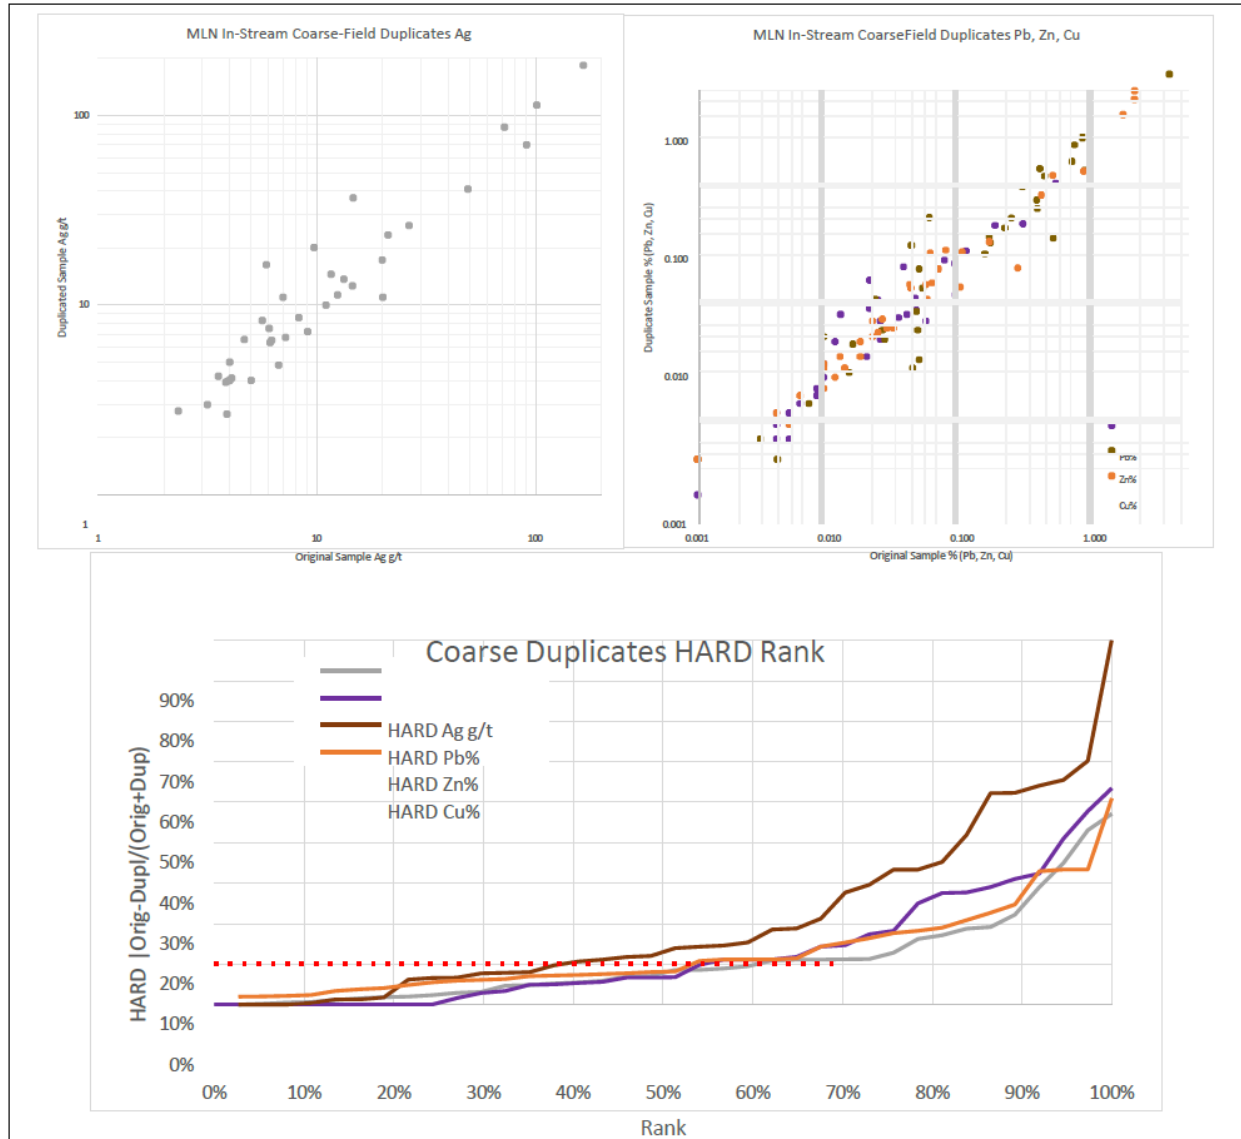 MLN In-Stream Coarse-Field Duplicates Ag
Duplicated Sample Ag g/t
100
10
1
1
10
100
Original Sample Ag g/t
MLN In-Stream CoarseField Duplicates Pb, Zn, Cu
Duplicate Sample % (Pb, Zn, Cu)
1.000
0.100
0.010
0.001
Pb%
Zn%
Cu%
0.001
0.010
0.100
1.000
Original Sample % (Pb, Zn, Cu)
Coarse Duplicates HARD Rank
HARD |Orig-Dupl/(Orig+Dup)
90%
80%
70%
60%
50%
40%
30%
20%
10%
0%
HARD Ag g/t
HARD Pb%
HARD Zn%
HARD Cu%
0%
10%
20%
30%
40%
50%
60%
70%
80%
90%
100%
Rank